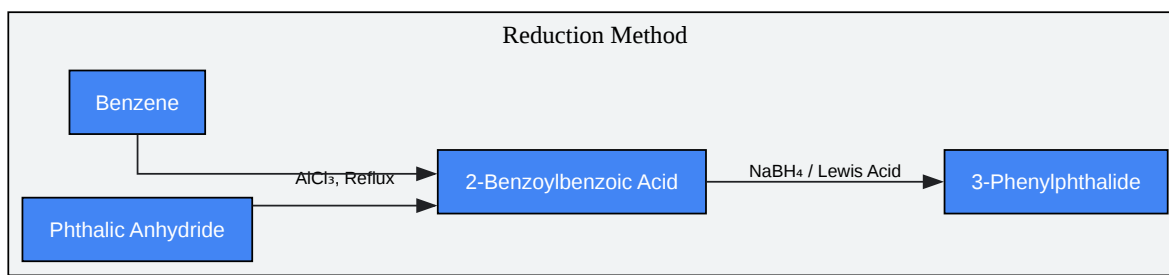 Reduction Method
Benzene
AlCl₃, Reflux
2-Benzoylbenzoic Acid
NaBH₄ / Lewis Acid
3-Phenylphthalide
Phthalic Anhydride